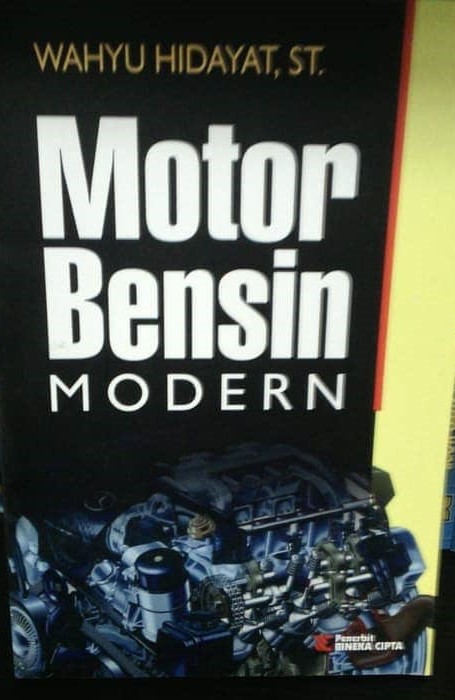 WAHYU HIDAYAT, ST.
Motor
Bensin
MODERN
Penerbit
RINEKA CIPTA